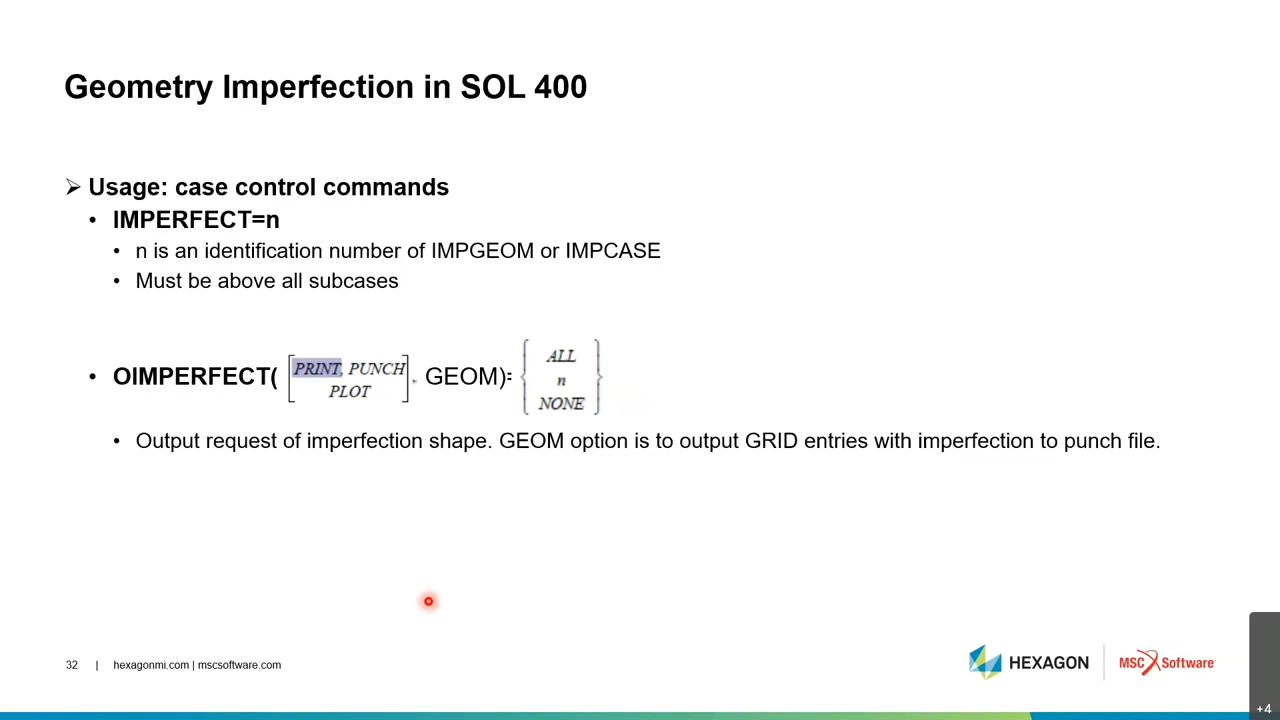 Geometry Imperfection in SOL 400
➢ Usage: case control commands
• IMPERFECT=n
• n is an identification number of IMPGEOM or IMPCASE
• Must be above all subcases
• OIMPERFECT( [PRINT, PUNCH
PLOT], GEOM)= {ALL
n
NONE}
• Output request of imperfection shape. GEOM option is to output GRID entries with imperfection to punch file.
32 | hexagonmi.com | mscsoftware.com
HEXAGON | MSC Software
+4